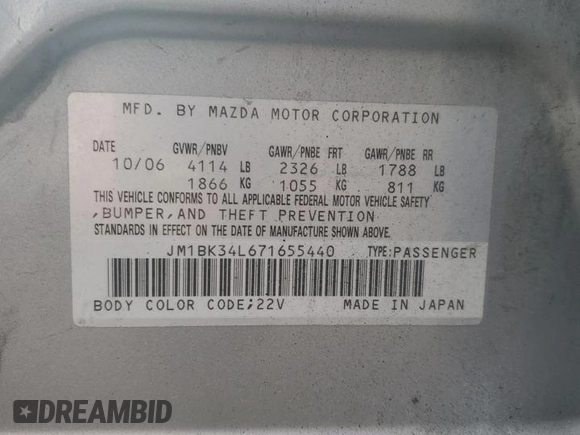 MFD. BY MAZDA MOTOR CORPORATION
DATE GVWR/PNBV GAWR/PNBE FRT GAWR/PNBE RR
10/06 4114 LB 2326 LB 1788 LB
1866 KG 1055 KG 811 KG
THIS VEHICLE CONFORMS TO ALL APPLICABLE FEDERAL MOTOR VEHICLE SAFETY
,BUMPER,AND THEFT PREVENTION
STANDARDS IN EFFECT ON THE DATE OF MANUFACTURE SHOWN ABOVE.
JM1BK34L671655440 TYPE:PASSENGER
BODY COLOR CODE;22V MADE IN JAPAN
DREAMBID